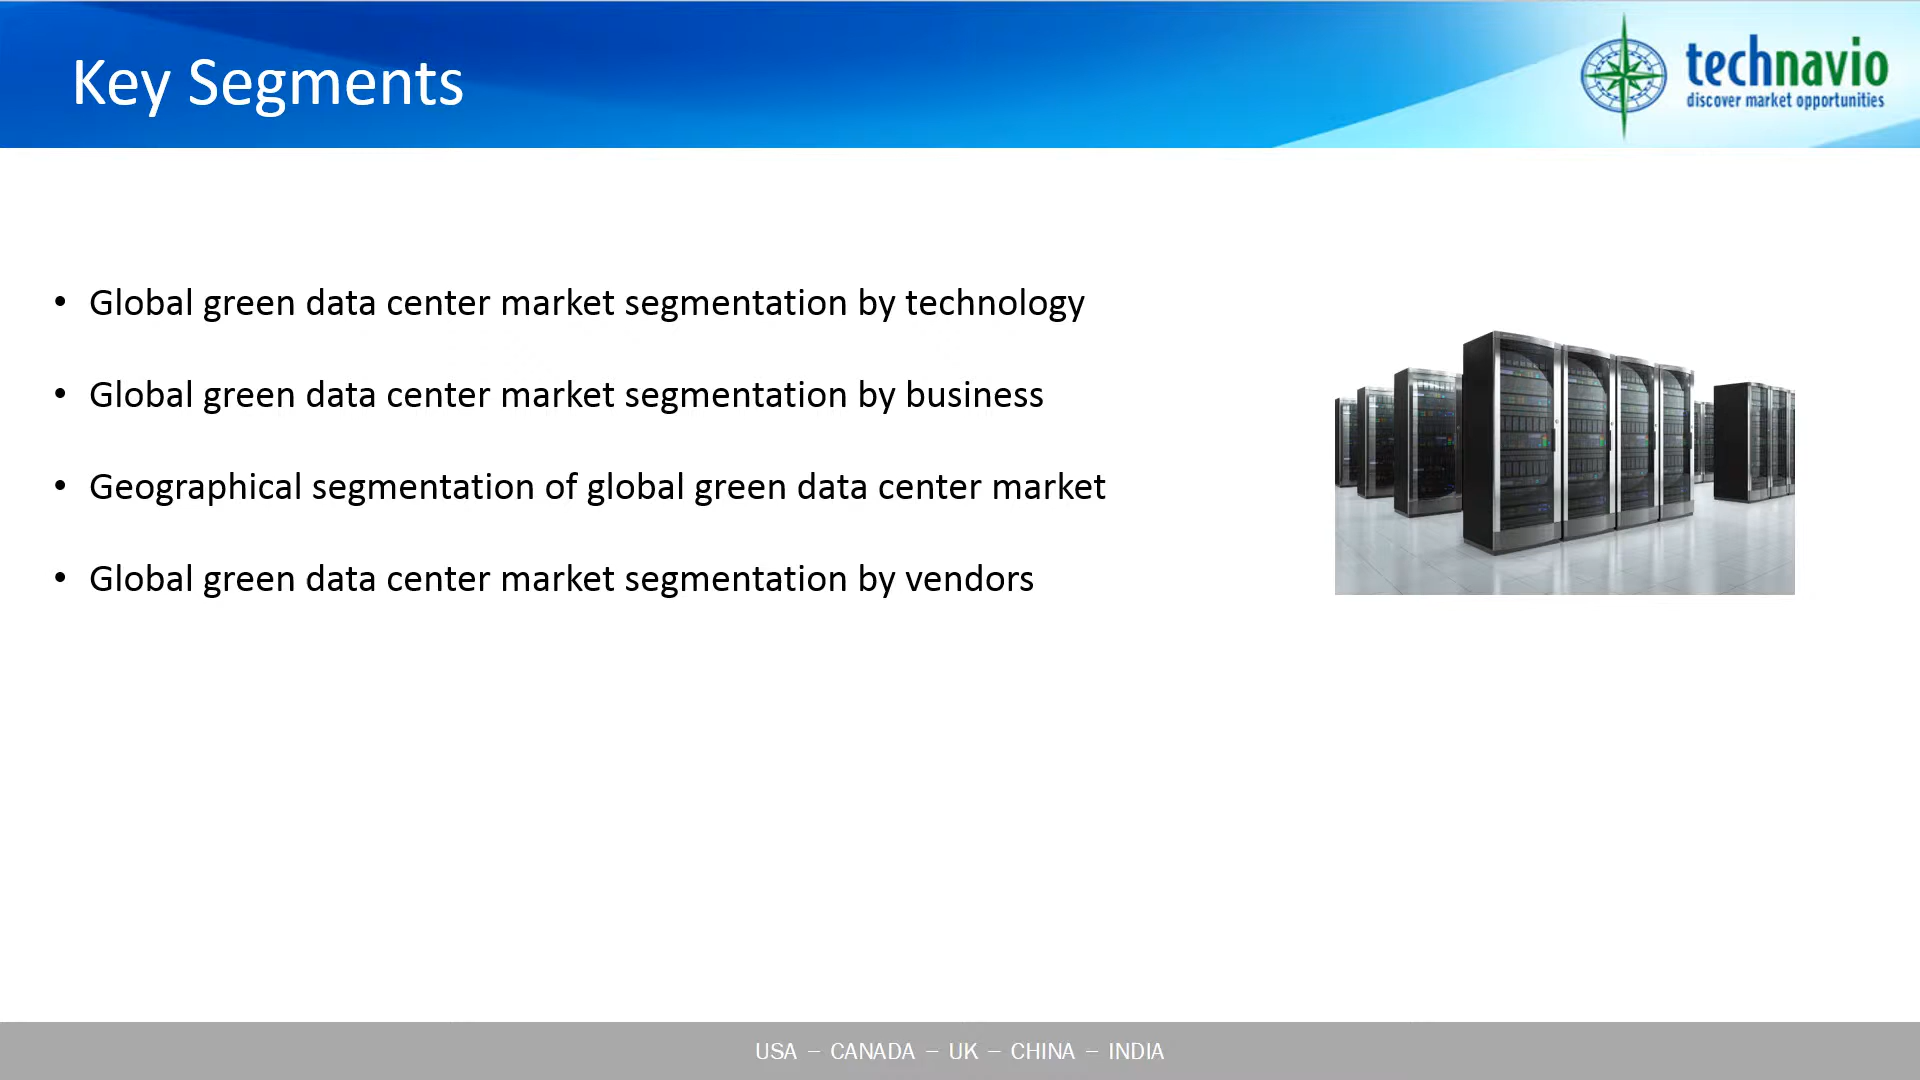 Key Segments
technavio
discover market opportunities
• Global green data center market segmentation by technology
• Global green data center market segmentation by business
• Geographical segmentation of global green data center market
• Global green data center market segmentation by vendors
USA – CANADA – UK – CHINA – INDIA